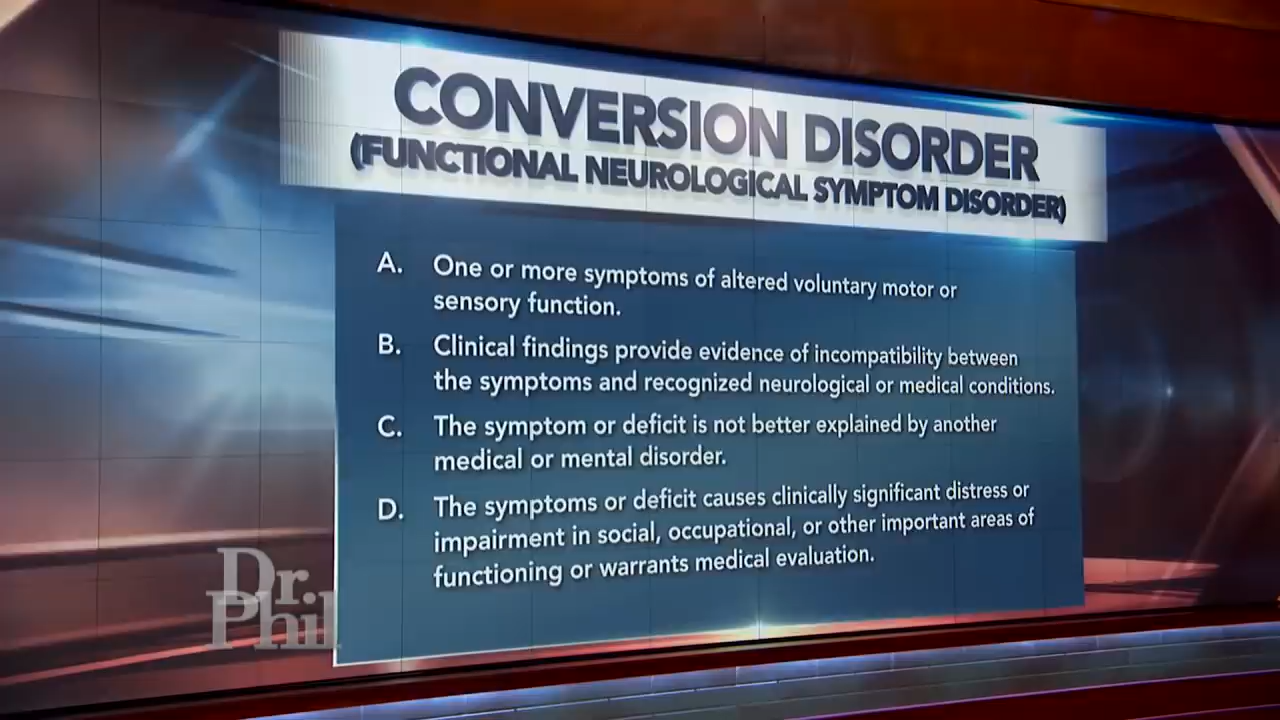 CONVERSION DISORDER
(FUNCTIONAL NEUROLOGICAL SYMPTOM DISORDER)
A. One or more symptoms of altered voluntary motor or
sensory function.
B. Clinical findings provide evidence of incompatibility between
the symptoms and recognized neurological or medical conditions.
C. The symptom or deficit is not better explained by another
medical or mental disorder.
D. The symptoms or deficit causes clinically significant distress or
impairment in social, occupational, or other important areas of
functioning or warrants medical evaluation.
Dr.
Phil